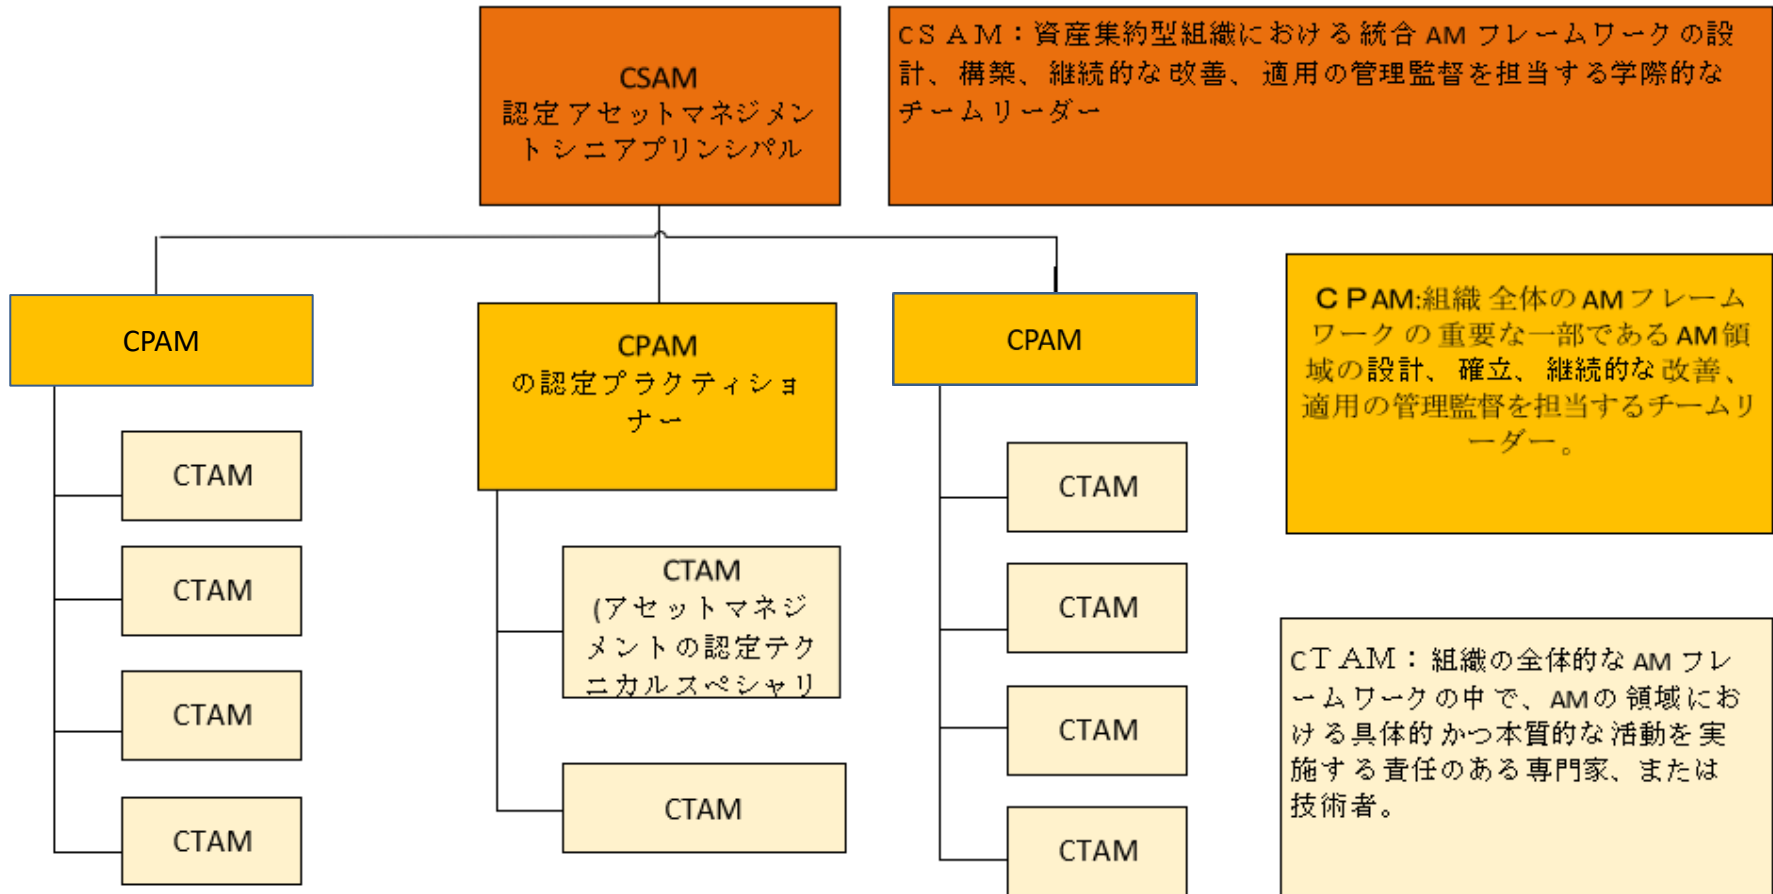 CSAM
認定アセットマネジメン
トシニアプリンシパル
CSAM：資産集約型組織における統合AMフレームワークの設
計、構築、継続的な改善、適用の管理監督を担当する学際的な
チームリーダー
CPAM
CPAM
の認定プラクティショ
ナー
CPAM
CPAM:組織全体のAMフレーム
ワークの重要な一部であるAM領
域の設計、確立、継続的な改善、
適用の管理監督を担当するチームリ
ーダー。
CTAM
CTAM
CTAM
CTAM
CTAM
(アセットマネジ
メントの認定テク
ニカルスペシャリ
CTAM
CTAM
CTAM
CTAM
CTAM
CTAM：組織の全体的なAMフレ
ームワークの中で、AMの領域にお
ける具体的かつ本質的な活動を実
施する責任のある専門家、または
技術者。